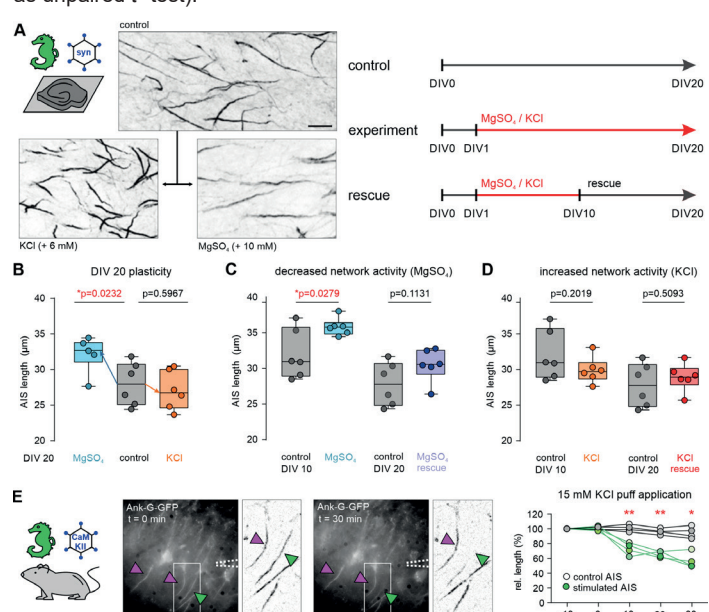 as unpaired t- test).
A
control
syn
control
DIV0
DIV20
MgSO₄ / KCl
experiment
DIV0
DIV1
DIV20
MgSO₄ / KCl
rescue
rescue
DIV0
DIV1
DIV10
DIV20
KCl (+ 6 mM)
MgSO₄ (+ 10 mM)
B
DIV 20 plasticity
*p=0.0232
p=0.5967
AIS length (μm)
40
35
30
25
20
DIV 20
MgSO₄
control
KCl
C
decreased network activity (MgSO₄)
*p=0.0279
p=0.1131
AIS length (μm)
40
35
30
25
20
control
DIV 10
MgSO₄
control
DIV 20
MgSO₄
rescue
D
increased network activity (KCl)
p=0.2019
p=0.5093
AIS length (μm)
40
35
30
25
20
control
DIV 10
KCl
control
DIV 20
KCl
rescue
E
CaM
KII
Ank-G-GFP
t = 0 min
Ank-G-GFP
t = 30 min
15 mM KCl puff application
** ** *
rel. length (%)
120
100
80
60
40
20
0
control AIS
stimulated AIS